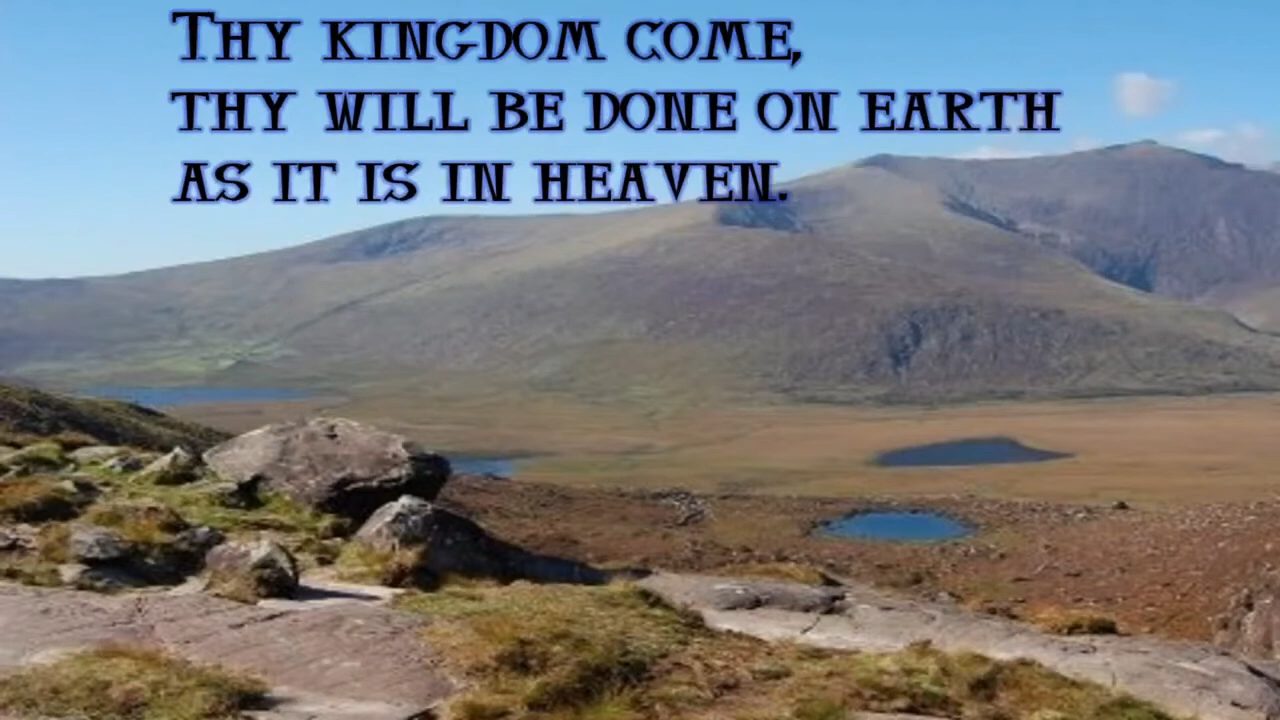 Thy kingdom come,
thy will be done on earth
as it is in heaven.